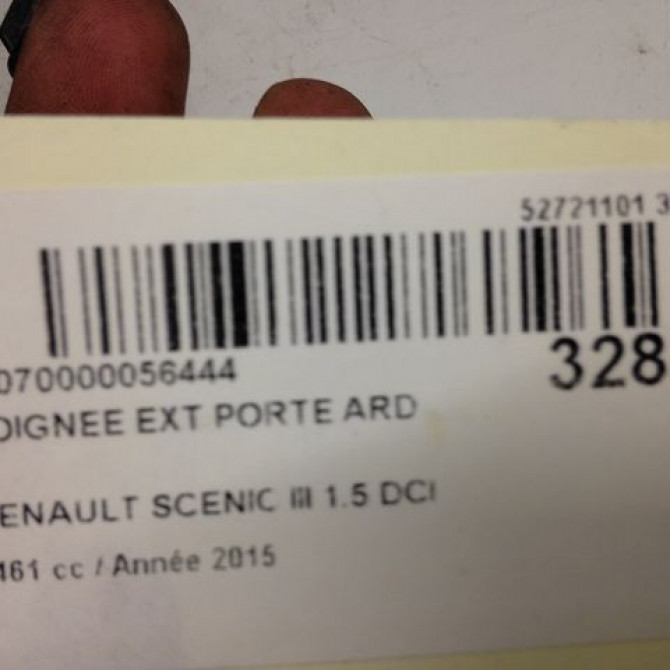 52721101 3
328
070000056444
OIGNEE EXT PORTE ARD
ENAULT SCENIC III 1.5 DCI
461 cc / Année 2015